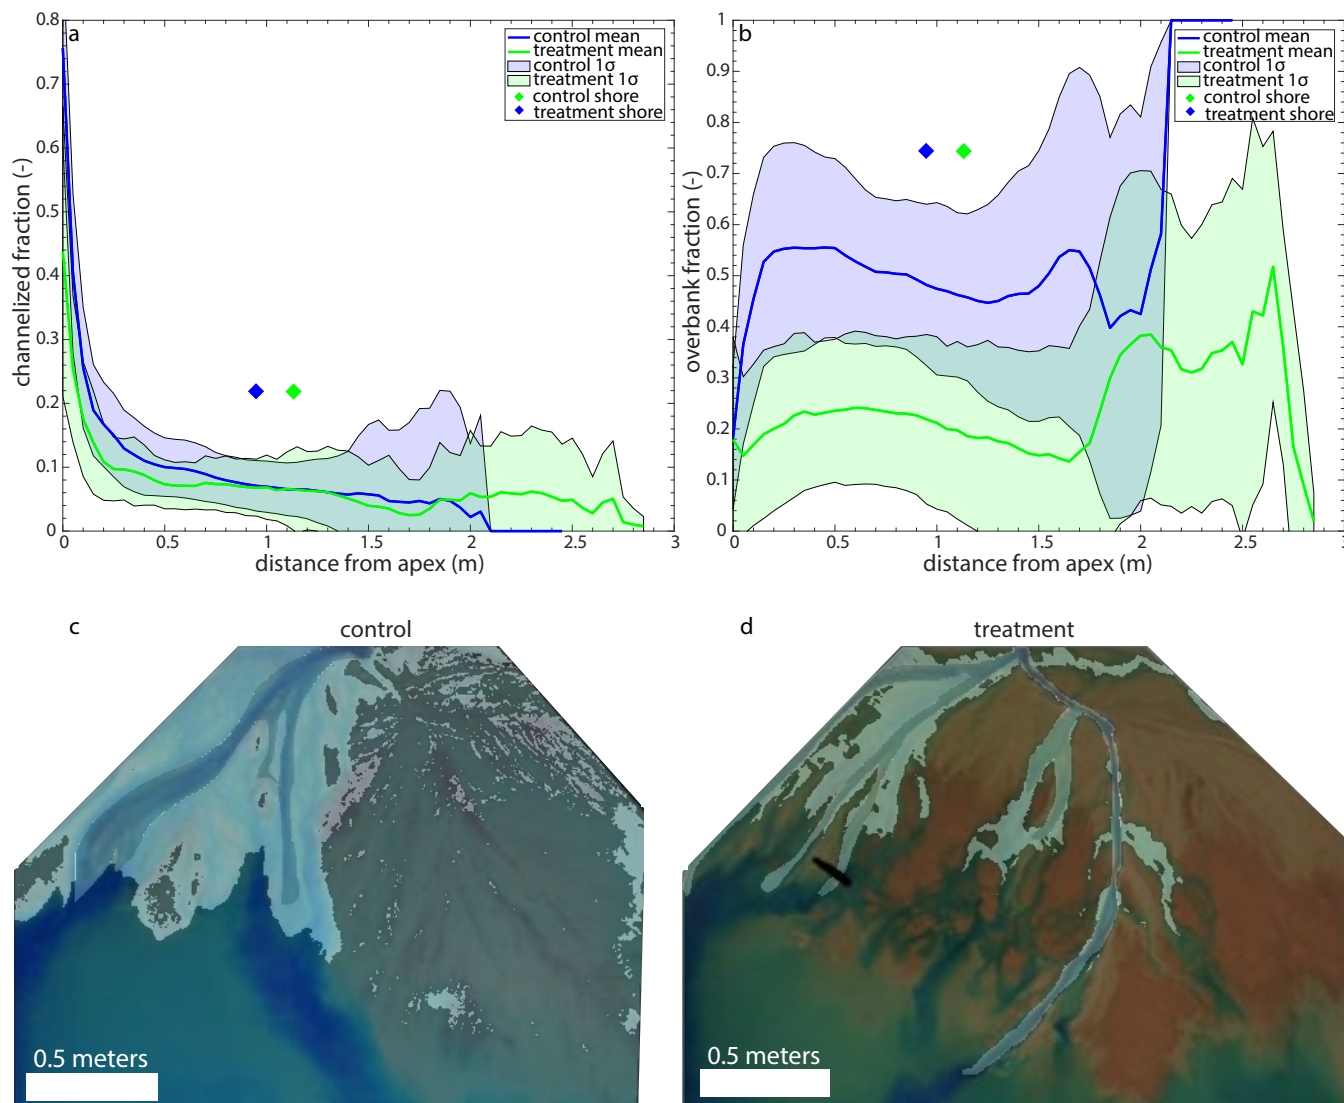 a
channelized fraction (-)
0.8
0.7
0.6
0.5
0.4
0.3
0.2
0.1
0
0 0.5 1 1.5 2 2.5 3
distance from apex (m)
control mean
treatment mean
control 1σ
treatment 1σ
control shore
treatment shore
b
overbank fraction (-)
1
0.9
0.8
0.7
0.6
0.5
0.4
0.3
0.2
0.1
0
0 0.5 1 1.5 2 2.5 3
distance from apex (m)
control mean
treatment mean
control 1σ
treatment 1σ
control shore
treatment shore
c
control
0.5 meters
d
treatment
0.5 meters